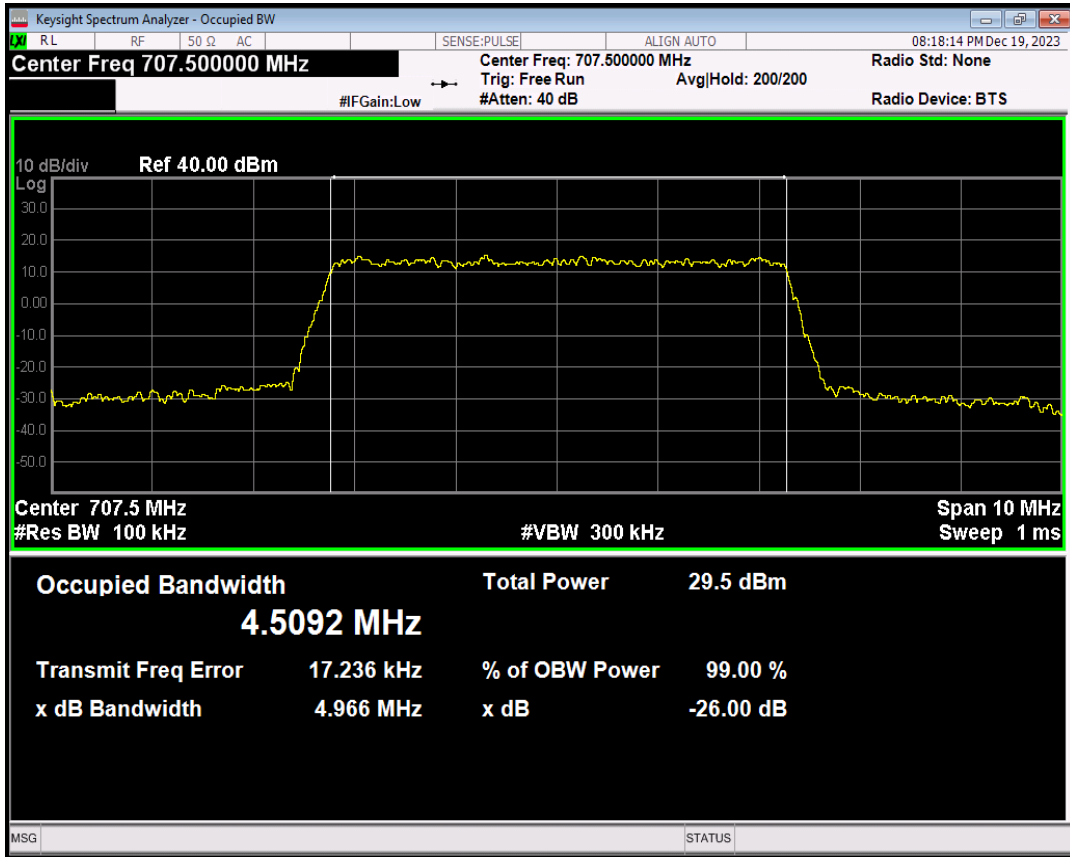 Keysight Spectrum Analyzer - Occupied BW
LXI RL RF 50 Ω AC SENSE:PULSE ALIGN AUTO 08:18:14 PM Dec 19, 2023
Center Freq 707.500000 MHz Center Freq: 707.500000 MHz Radio Std: None
Trig: Free Run Avg|Hold: 200/200
#IFGain:Low #Atten: 40 dB Radio Device: BTS
10 dB/div Ref 40.00 dBm
Log
30.0
20.0
10.0
0.00
-10.0
-20.0
-30.0
-40.0
-50.0
Center 707.5 MHz Span 10 MHz
#Res BW 100 kHz #VBW 300 kHz Sweep 1 ms
Occupied Bandwidth Total Power 29.5 dBm
4.5092 MHz
Transmit Freq Error 17.236 kHz % of OBW Power 99.00 %
x dB Bandwidth 4.966 MHz x dB -26.00 dB
MSG STATUS